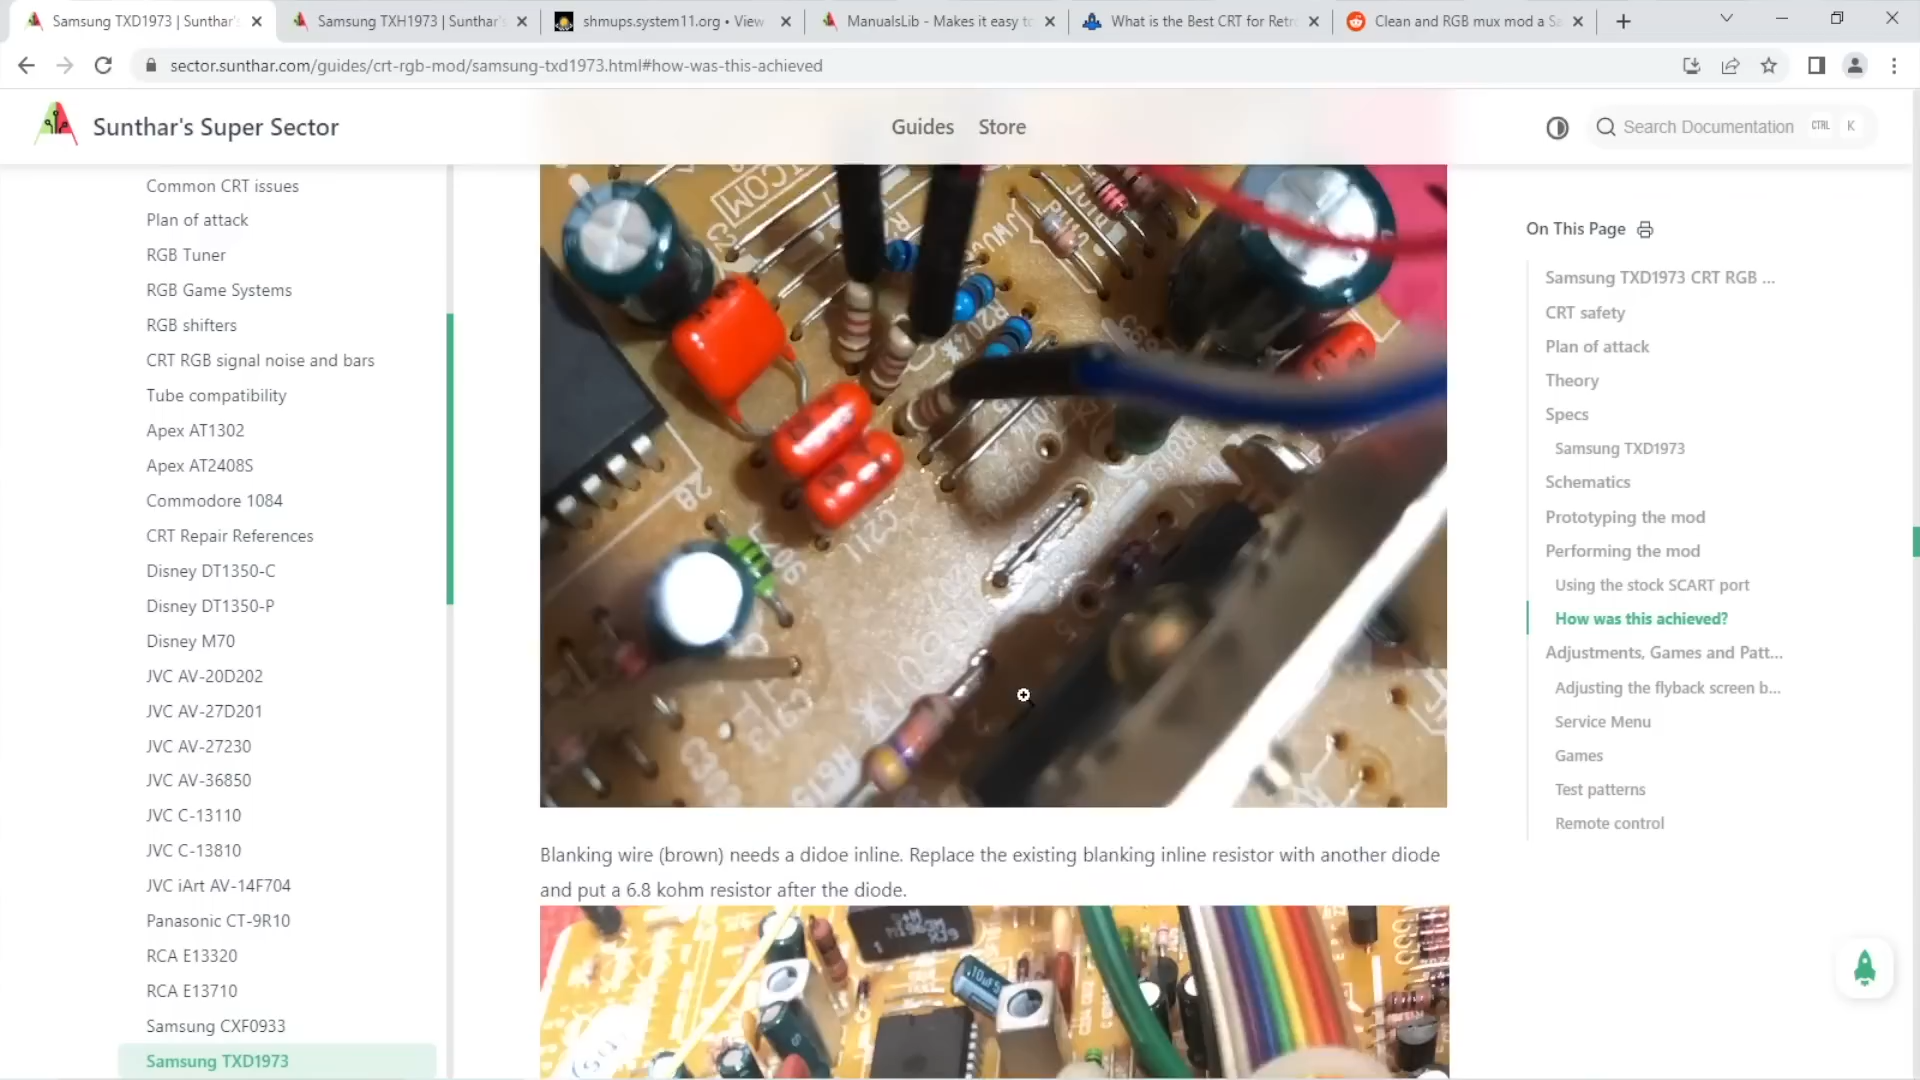 Samsung TXD1973 | Sunthar's
Samsung TXH1973 | Sunthar's
shmups.system11.org • View
ManualsLib - Makes it easy to
What is the Best CRT for Retr
Clean and RGB mux mod a Sa
sector.sunthar.com/guides/crt-rgb-mod/samsung-txd1973.html#how-was-this-achieved
Sunthar's Super Sector
Guides
Store
Search Documentation
CTRL
K
Common CRT issues
Plan of attack
RGB Tuner
RGB Game Systems
RGB shifters
CRT RGB signal noise and bars
Tube compatibility
Apex AT1302
Apex AT2408S
Commodore 1084
CRT Repair References
Disney DT1350-C
Disney DT1350-P
Disney M70
JVC AV-20D202
JVC AV-27D201
JVC AV-27230
JVC AV-36850
JVC C-13110
JVC C-13810
JVC iArt AV-14F704
Panasonic CT-9R10
RCA E13320
RCA E13710
Samsung CXF0933
Samsung TXD1973
28
C211
Blanking wire (brown) needs a didoe inline. Replace the existing blanking inline resistor with another diode
and put a 6.8 kohm resistor after the diode.
On This Page
Samsung TXD1973 CRT RGB ...
CRT safety
Plan of attack
Theory
Specs
Samsung TXD1973
Schematics
Prototyping the mod
Performing the mod
Using the stock SCART port
How was this achieved?
Adjustments, Games and Patt...
Adjusting the flyback screen b...
Service Menu
Games
Test patterns
Remote control